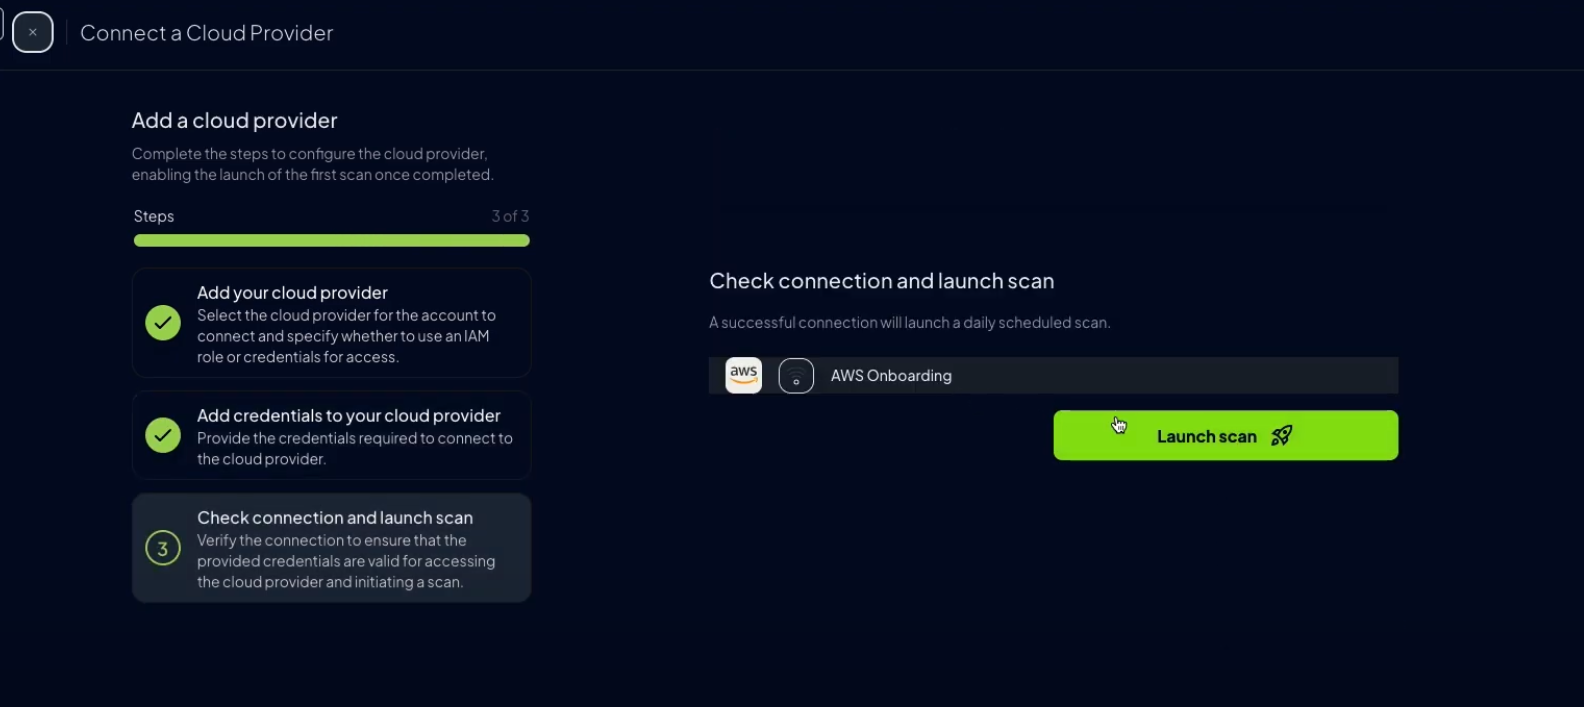 ×
Connect a Cloud Provider
Add a cloud provider
Complete the steps to configure the cloud provider,
enabling the launch of the first scan once completed.
Steps
3 of 3
Add your cloud provider
Select the cloud provider for the account to
connect and specify whether to use an IAM
role or credentials for access.
Add credentials to your cloud provider
Provide the credentials required to connect to
the cloud provider.
3
Check connection and launch scan
Verify the connection to ensure that the
provided credentials are valid for accessing
the cloud provider and initiating a scan.
Check connection and launch scan
A successful connection will launch a daily scheduled scan.
aws
AWS Onboarding
Launch scan